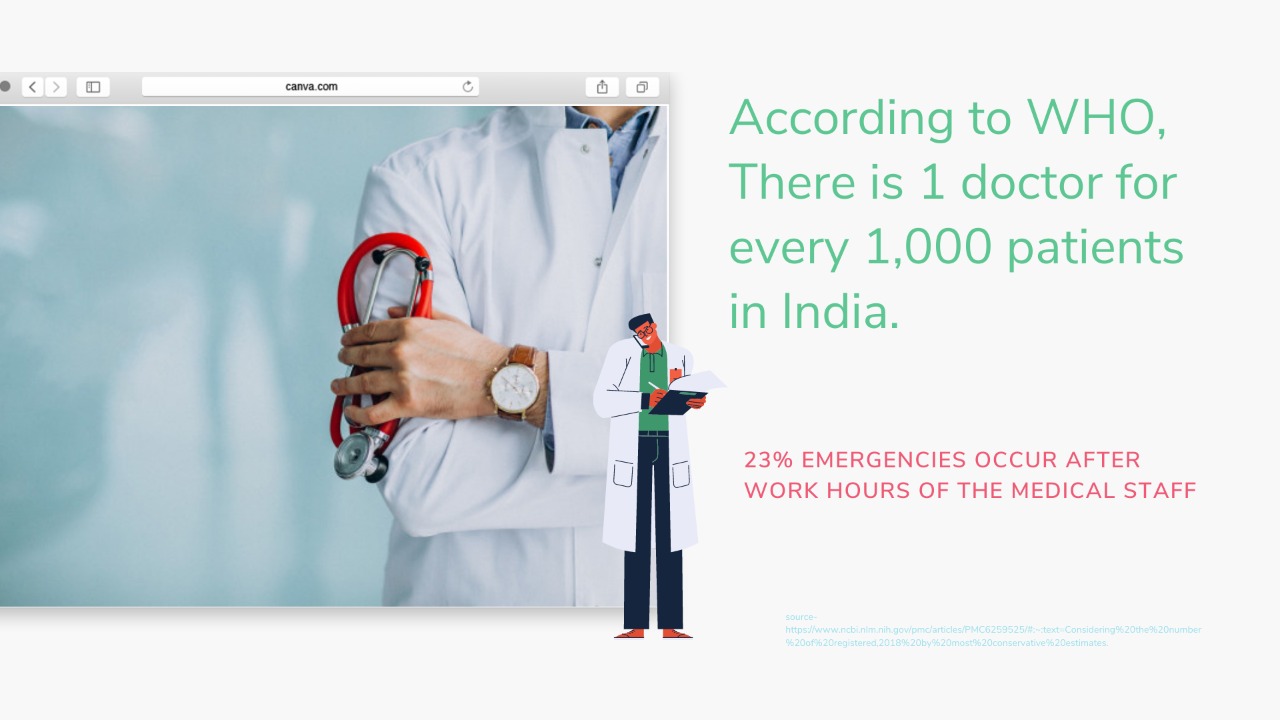 canva.com
According to WHO,
There is 1 doctor for
every 1,000 patients
in India.
23% EMERGENCIES OCCUR AFTER
WORK HOURS OF THE MEDICAL STAFF
source-
https://www.ncbi.nlm.nih.gov/pmc/articles/PMC6259525/#:~:text=Considering%20the%20number
%20of%20registered,2018%20by%20most%20conservative%20estimates.